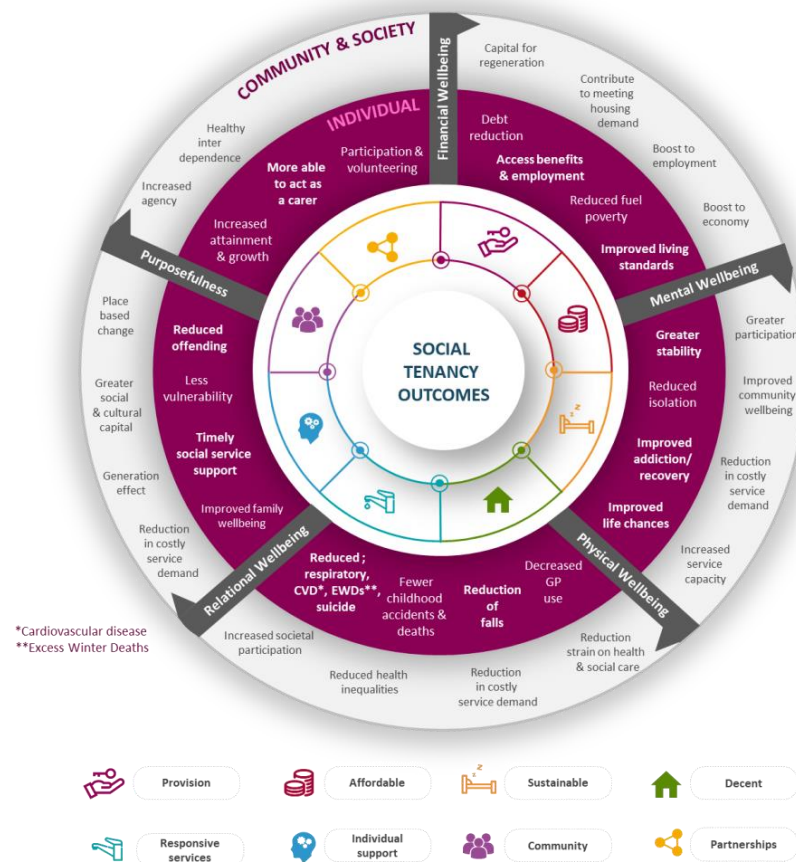 COMMUNITY & SOCIETY
INDIVIDUAL
Financial Wellbeing
Capital for
regeneration
Contribute
to meeting
housing
demand
Boost to
employment
Boost to
economy
Debt
reduction
Access benefits
& employment
Reduced fuel
poverty
Improved living
standards
Mental Wellbeing
Greater
participation
Improved
community
wellbeing
Reduction
in costly
service
demand
Increased
service
capacity
Greater
stability
Reduced
isolation
Improved
addiction/
recovery
Improved
life chances
Physical Wellbeing
Reduction
strain on health
& social care
Reduction
in costly
service demand
Reduced health
inequalities
Increased societal
participation
Decreased
GP
use
Reduction
of
falls
Fewer
childhood
accidents &
deaths
Reduced ;
respiratory,
CVD*, EWDs**,
suicide
Relational Wellbeing
Reduction
in costly
service
demand
Generation
effect
Greater
social
& cultural
capital
Place
based
change
Improved family
wellbeing
Timely
social service
support
Less
vulnerability
Reduced
offending
Purposefulness
Increased
agency
Healthy
inter
dependence
Increased
attainment
& growth
More able
to act as
a carer
Participation &
volunteering
SOCIAL
TENANCY
OUTCOMES
z
z
*Cardiovascular disease
**Excess Winter Deaths
Provision
Affordable
z
z
Sustainable
Decent
Responsive
services
Individual
support
Community
Partnerships